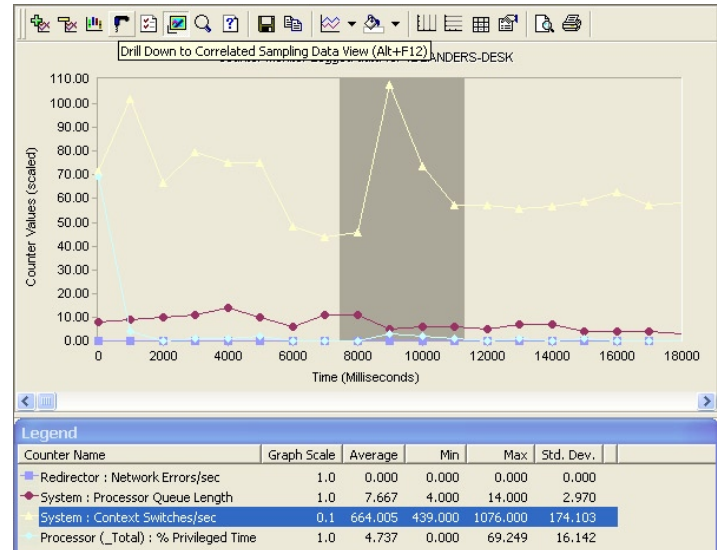 Drill Down to Correlated Sampling Data View (Alt+F12)
ANDERS-DESK
Counter Values (scaled)
110.00
100.00
90.00
80.00
70.00
60.00
50.00
40.00
30.00
20.00
10.00
0.00
0 2000 4000 6000 8000 10000 12000 14000 16000 18000
Time (Milliseconds)
Legend
Counter Name Graph Scale Average Min Max Std. Dev.
Redirector : Network Errors/sec 1.0 0.000 0.000 0.000 0.000
System : Processor Queue Length 1.0 7.667 4.000 14.000 2.970
System : Context Switches/sec 0.1 664.005 439.000 1076.000 174.103
Processor (_Total) : % Privileged Time 1.0 4.737 0.000 69.249 16.142